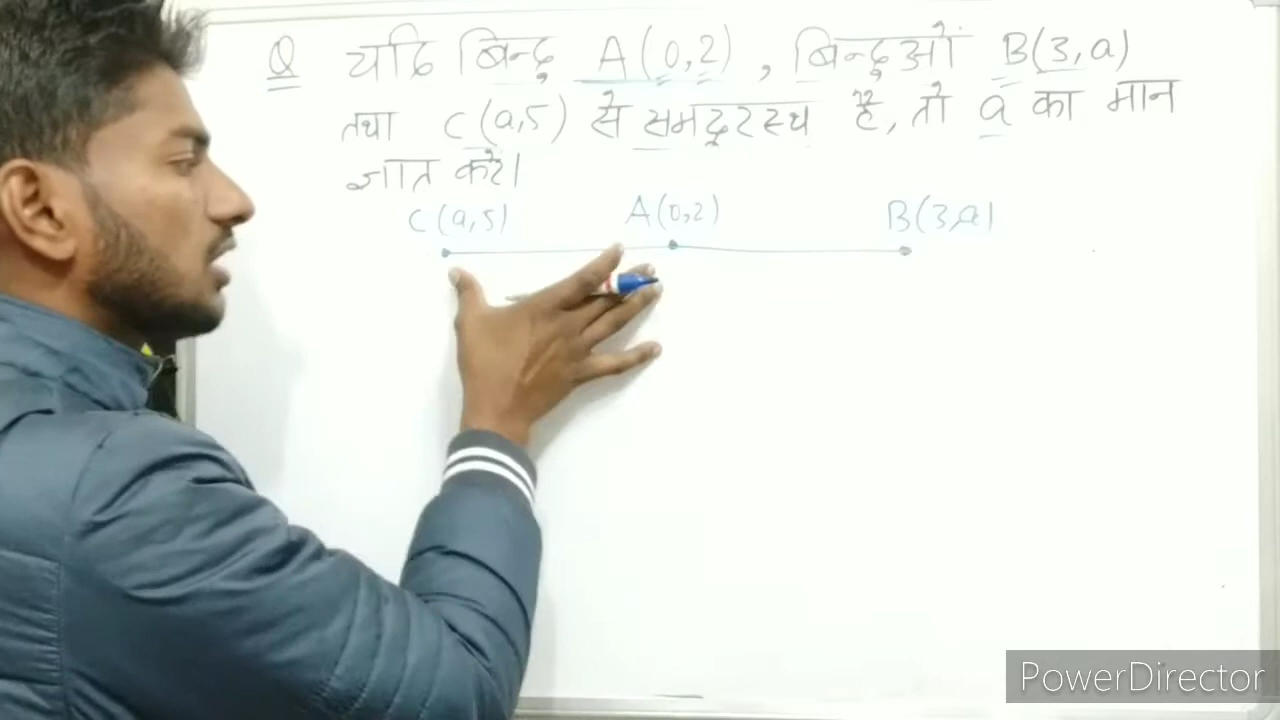 Q यदि बिन्दु A(0,2), बिन्दुओं B(3,a)
तथा C(a,5) से समदूरस्थ है, तो a का मान
ज्ञात करें।
C(a,5) A(0,2) B(3,a)
PowerDirector